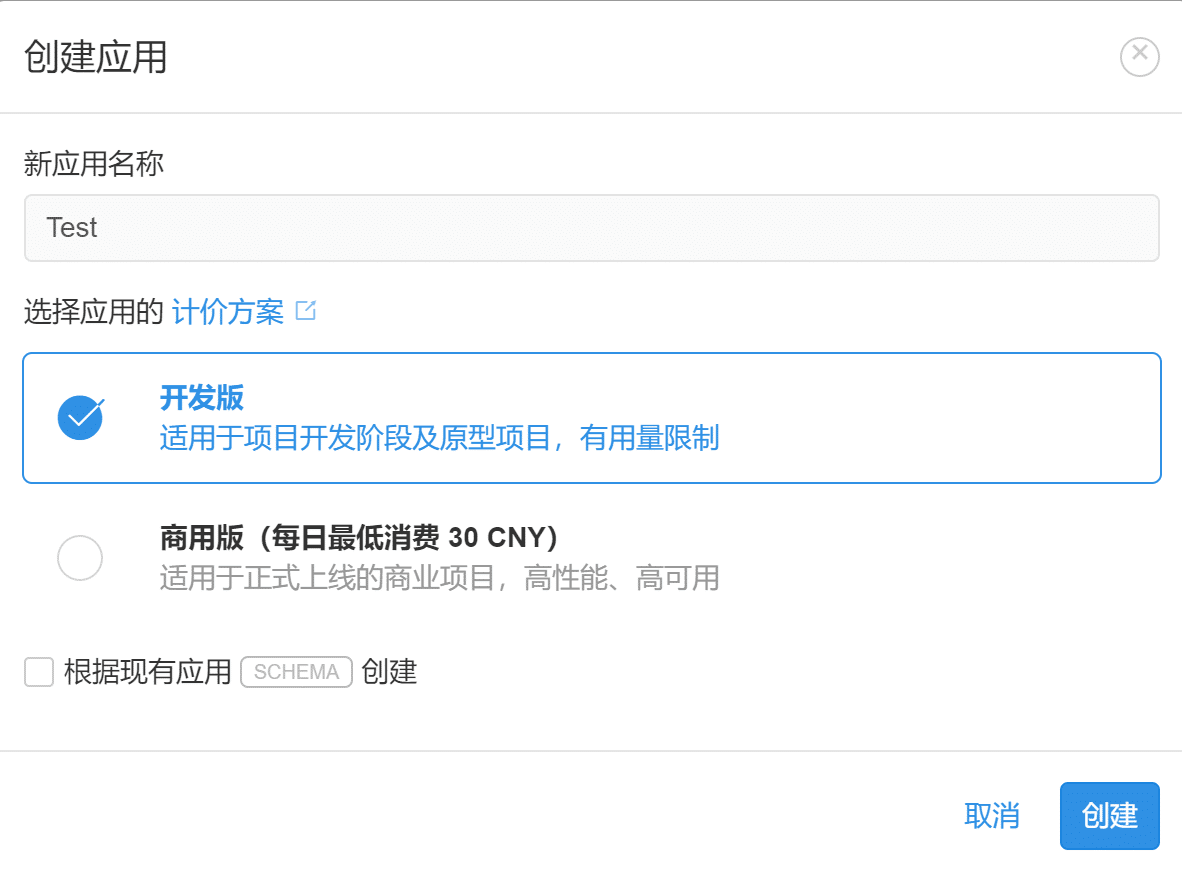 创建应用
新应用名称
Test
选择应用的 计价方案
开发版
适用于项目开发阶段及原型项目，有用量限制
商用版（每日最低消费 30 CNY）
适用于正式上线的商业项目，高性能、高可用
根据现有应用 SCHEMA 创建
取消 创建